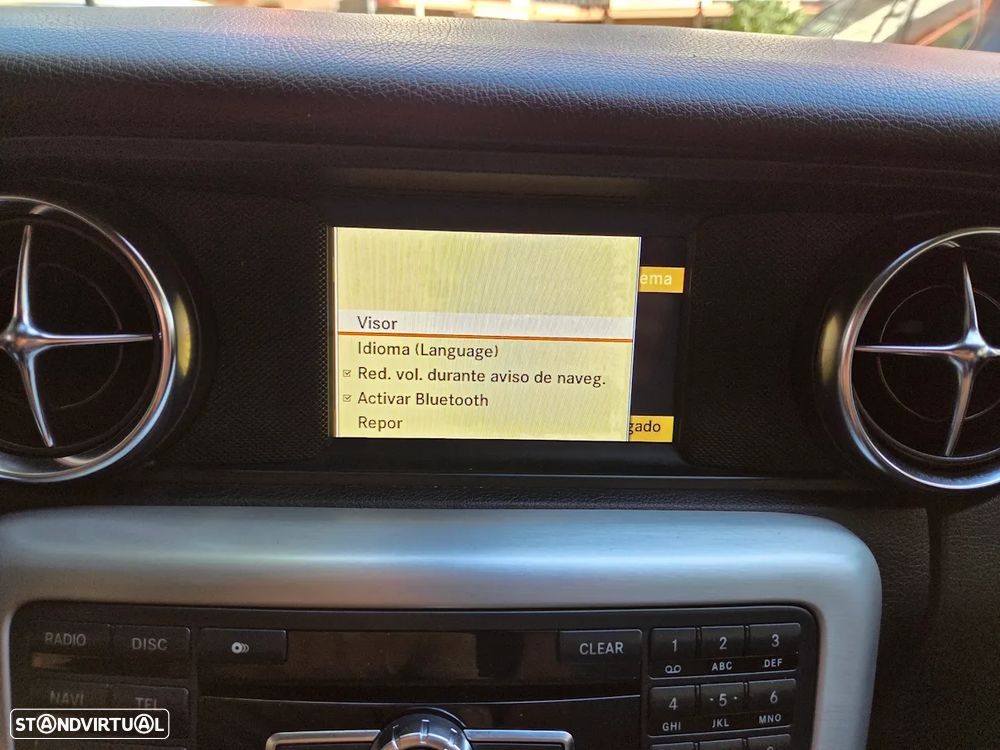 ema
Visor
Idioma (Language)
Red. vol. durante aviso de naveg.
Activar Bluetooth
Repor
gado
RADIO
DISC
CLEAR
1
2
ABC
3
DEF
NAVI
TEL
4
GHI
5
JKL
6
MNO
STANDVIRTUAL